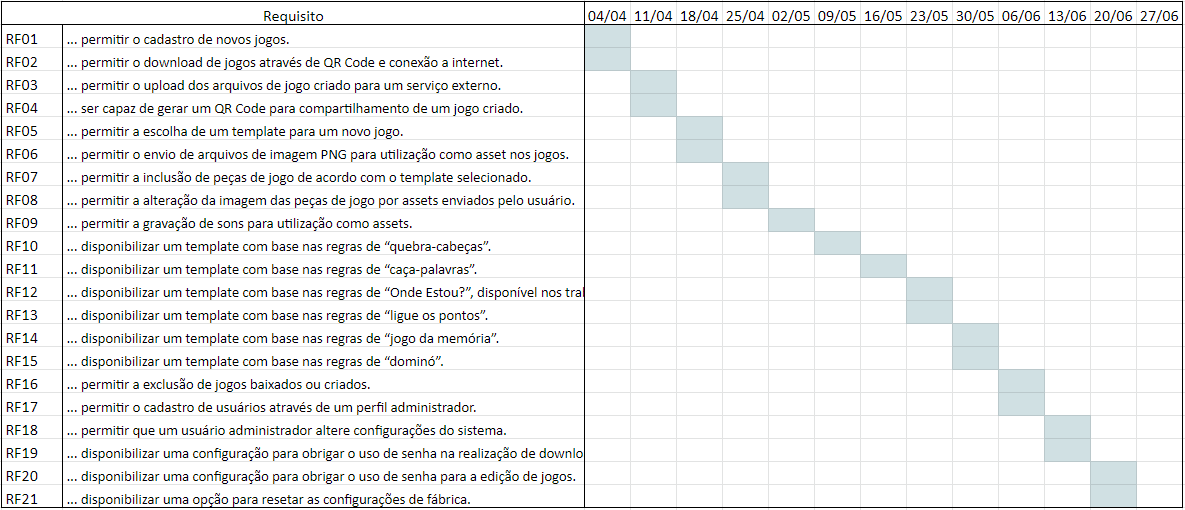 Requisito 04/04 11/04 18/04 25/04 02/05 09/05 16/05 23/05 30/05 06/06 13/06 20/06 27/06
RF01 ... permitir o cadastro de novos jogos.
RF02 ... permitir o download de jogos através de QR Code e conexão a internet.
RF03 ... permitir o upload dos arquivos de jogo criado para um serviço externo.
RF04 ... ser capaz de gerar um QR Code para compartilhamento de um jogo criado.
RF05 ... permitir a escolha de um template para um novo jogo.
RF06 ... permitir o envio de arquivos de imagem PNG para utilização como asset nos jogos.
RF07 ... permitir a inclusão de peças de jogo de acordo com o template selecionado.
RF08 ... permitir a alteração da imagem das peças de jogo por assets enviados pelo usuário.
RF09 ... permitir a gravação de sons para utilização como assets.
RF10 ... disponibilizar um template com base nas regras de “quebra-cabeças”.
RF11 ... disponibilizar um template com base nas regras de “caça-palavras”.
RF12 ... disponibilizar um template com base nas regras de “Onde Estou?”, disponível nos tral
RF13 ... disponibilizar um template com base nas regras de “ligue os pontos”.
RF14 ... disponibilizar um template com base nas regras de “jogo da memória”.
RF15 ... disponibilizar um template com base nas regras de “dominó”.
RF16 ... permitir a exclusão de jogos baixados ou criados.
RF17 ... permitir o cadastro de usuários através de um perfil administrador.
RF18 ... permitir que um usuário administrador altere configurações do sistema.
RF19 ... disponibilizar uma configuração para obrigar o uso de senha na realização de downlo
RF20 ... disponibilizar uma configuração para obrigar o uso de senha para a edição de jogos.
RF21 ... disponibilizar uma opção para resetar as configurações de fábrica.